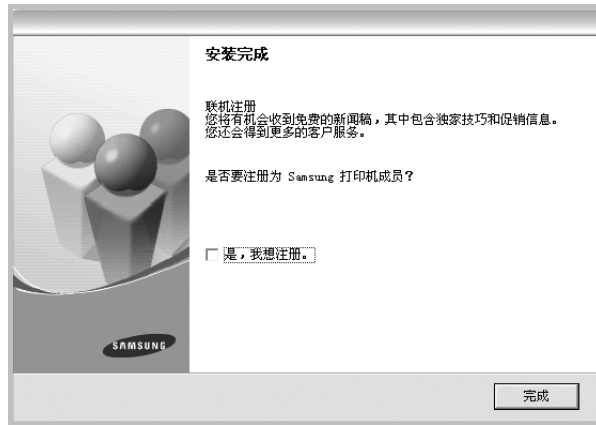 安装完成
联机注册
您将有机会收到免费的新闻稿，其中包含独家技巧和促销信息。
您还会得到更多的客户服务。
是否要注册为 Samsung 打印机成员？
是，我想注册。
SAMSUNG
完成